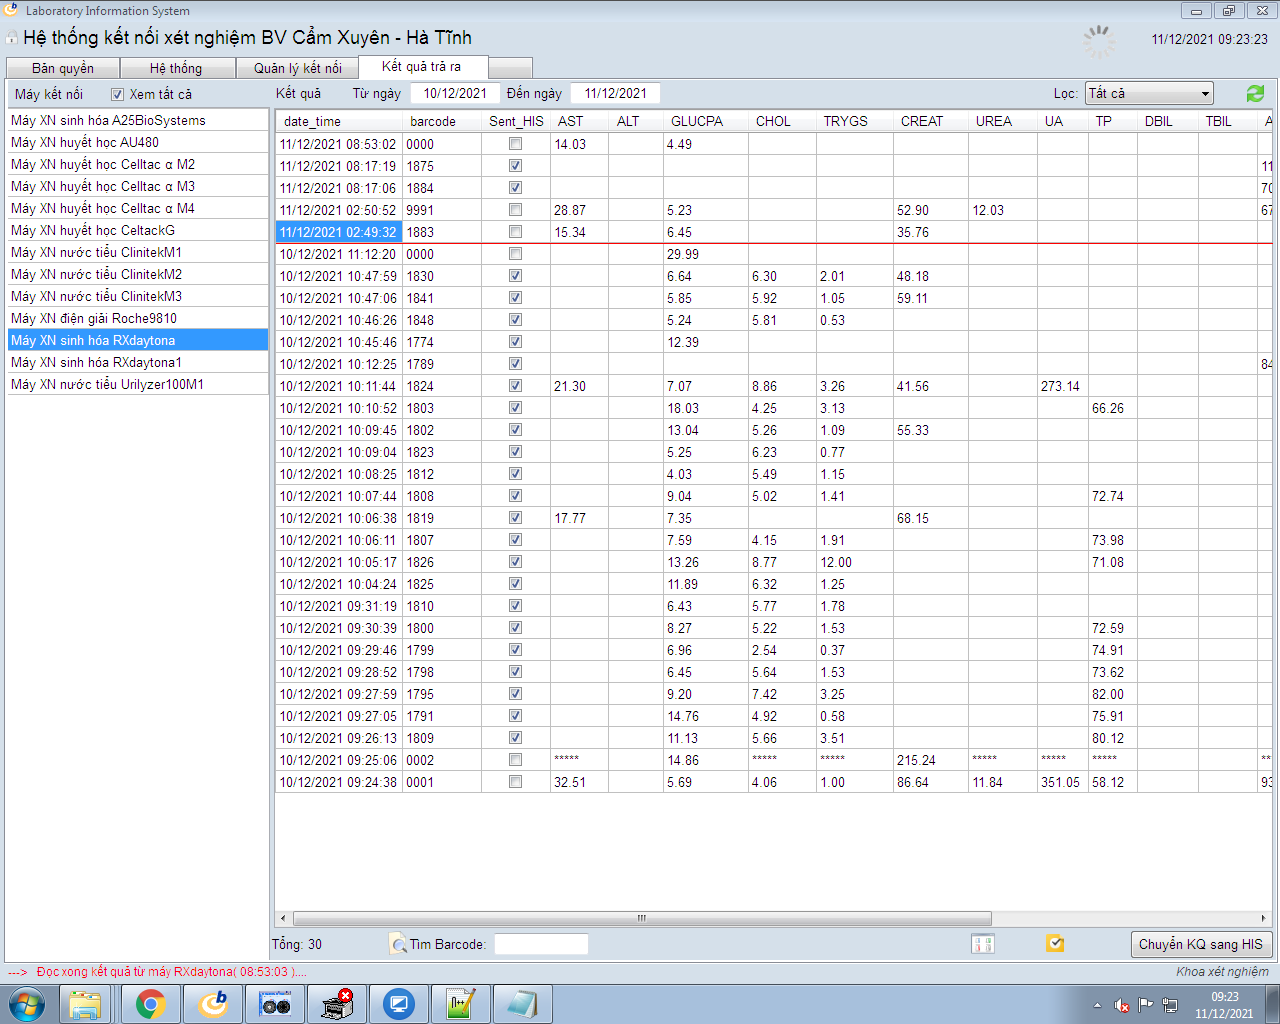 Laboratory Information System
Hệ thống kết nối xét nghiệm BV Cẩm Xuyên - Hà Tĩnh
11/12/2021 09:23:23
Bản quyền Hệ thống Quản lý kết nối Kết quả trả ra
Máy kết nối Xem tất cả
Máy XN sinh hóa A25BioSystems
Máy XN huyết học AU480
Máy XN huyết học Celltac α M2
Máy XN huyết học Celltac α M3
Máy XN huyết học Celltac α M4
Máy XN huyết học CeltackG
Máy XN nước tiểu ClinitekM1
Máy XN nước tiểu ClinitekM2
Máy XN nước tiểu ClinitekM3
Máy XN điện giải Roche9810
Máy XN sinh hóa RXdaytona
Máy XN sinh hóa RXdaytona1
Máy XN nước tiểu Urilyzer100M1
Kết quả Từ ngày 10/12/2021 Đến ngày 11/12/2021 Lọc: Tất cả
date_time barcode Sent_HIS AST ALT GLUCPA CHOL TRYGS CREAT UREA UA TP DBIL TBIL A
11/12/2021 08:53:02 0000 14.03 4.49
11/12/2021 08:17:19 1875 11
11/12/2021 08:17:06 1884 70
11/12/2021 02:50:52 9991 28.87 5.23 52.90 12.03 67
11/12/2021 02:49:32 1883 15.34 6.45 35.76
10/12/2021 11:12:20 0000 29.99
10/12/2021 10:47:59 1830 6.64 6.30 2.01 48.18
10/12/2021 10:47:06 1841 5.85 5.92 1.05 59.11
10/12/2021 10:46:26 1848 5.24 5.81 0.53
10/12/2021 10:45:46 1774 12.39
10/12/2021 10:12:25 1789 84
10/12/2021 10:11:44 1824 21.30 7.07 8.86 3.26 41.56 273.14
10/12/2021 10:10:52 1803 18.03 4.25 3.13 66.26
10/12/2021 10:09:45 1802 13.04 5.26 1.09 55.33
10/12/2021 10:09:04 1823 5.25 6.23 0.77
10/12/2021 10:08:25 1812 4.03 5.49 1.15
10/12/2021 10:07:44 1808 9.04 5.02 1.41 72.74
10/12/2021 10:06:38 1819 17.77 7.35 68.15
10/12/2021 10:06:11 1807 7.59 4.15 1.91 73.98
10/12/2021 10:05:17 1826 13.26 8.77 12.00 71.08
10/12/2021 10:04:24 1825 11.89 6.32 1.25
10/12/2021 09:31:19 1810 6.43 5.77 1.78
10/12/2021 09:30:39 1800 8.27 5.22 1.53 72.59
10/12/2021 09:29:46 1799 6.96 2.54 0.37 74.91
10/12/2021 09:28:52 1798 6.45 5.64 1.53 73.62
10/12/2021 09:27:59 1795 9.20 7.42 3.25 82.00
10/12/2021 09:27:05 1791 14.76 4.92 0.58 75.91
10/12/2021 09:26:13 1809 11.13 5.66 3.51 80.12
10/12/2021 09:25:06 0002 ***** 14.86 ***** ***** 215.24 ***** ***** ***** **
10/12/2021 09:24:38 0001 32.51 5.69 4.06 1.00 86.64 11.84 351.05 58.12 93
Tổng: 30 Tìm Barcode: Chuyển KQ sang HIS
---> Đọc xong kết quả từ máy RXdaytona( 08:53:03 ).... Khoa xét nghiệm
09:23
11/12/2021